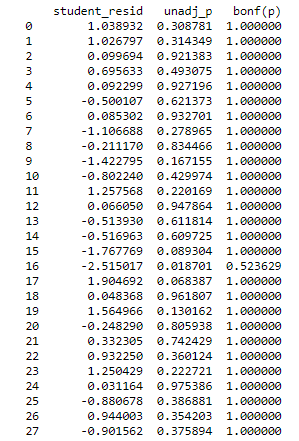 student_resid unadj_p bonf(p)
0 1.038932 0.308781 1.000000
1 1.026797 0.314349 1.000000
2 0.099694 0.921383 1.000000
3 0.695633 0.493075 1.000000
4 0.092299 0.927196 1.000000
5 -0.500107 0.621373 1.000000
6 0.085302 0.932701 1.000000
7 -1.106688 0.278965 1.000000
8 -0.211170 0.834466 1.000000
9 -1.422795 0.167155 1.000000
10 -0.802240 0.429974 1.000000
11 1.257568 0.220169 1.000000
12 0.066050 0.947864 1.000000
13 -0.513930 0.611814 1.000000
14 -0.516963 0.609725 1.000000
15 -1.767769 0.089304 1.000000
16 -2.515017 0.018701 0.523629
17 1.904692 0.068387 1.000000
18 0.048368 0.961807 1.000000
19 1.564966 0.130162 1.000000
20 -0.248290 0.805938 1.000000
21 0.332305 0.742429 1.000000
22 0.932250 0.360124 1.000000
23 1.250429 0.222721 1.000000
24 0.031164 0.975386 1.000000
25 -0.880678 0.386881 1.000000
26 0.944003 0.354203 1.000000
27 -0.901562 0.375894 1.000000